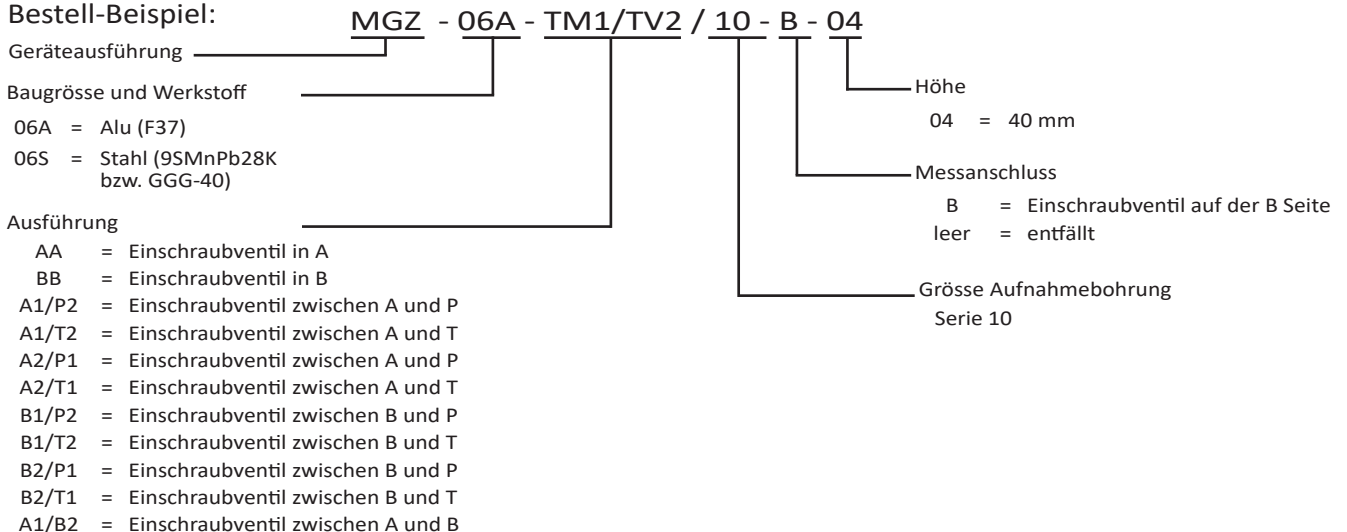 Bestell-Beispiel:
MGZ - 06A - TM1/TV2 / 10 - B - 04
Geräteausführung
Baugrösse und Werkstoff
06A = Alu (F37)
06S = Stahl (9SMnPb28K
bzw. GGG-40)
Ausführung
AA = Einschraubventil in A
BB = Einschraubventil in B
A1/P2 = Einschraubventil zwischen A und P
A1/T2 = Einschraubventil zwischen A und T
A2/P1 = Einschraubventil zwischen A und P
A2/T1 = Einschraubventil zwischen A und T
B1/P2 = Einschraubventil zwischen B und P
B1/T2 = Einschraubventil zwischen B und T
B2/P1 = Einschraubventil zwischen B und P
B2/T1 = Einschraubventil zwischen B und T
A1/B2 = Einschraubventil zwischen A und B
Höhe
04 = 40 mm
Messanschluss
B = Einschraubventil auf der B Seite
leer = entfällt
Grösse Aufnahmebohrung
Serie 10